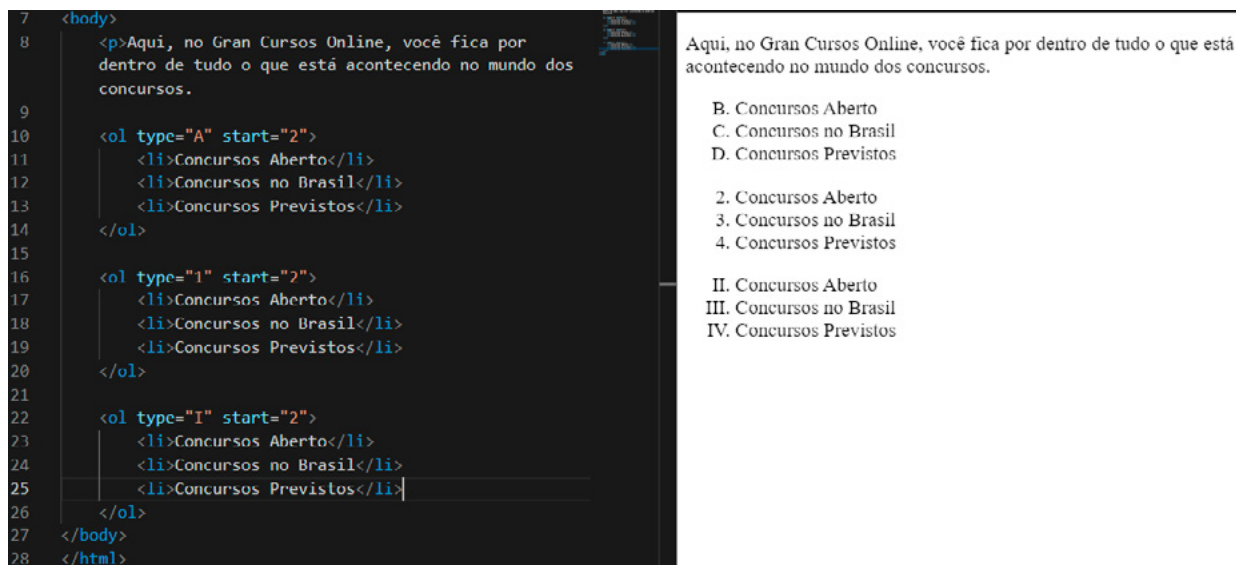 7 <body>
8 <p>Aqui, no Gran Cursos Online, você fica por
dentro de tudo o que está acontecendo no mundo dos
concursos.
9
10 <ol type="A" start="2">
11 <li>Concursos Aberto</li>
12 <li>Concursos no Brasil</li>
13 <li>Concursos Previstos</li>
14 </ol>
15
16 <ol type="1" start="2">
17 <li>Concursos Aberto</li>
18 <li>Concursos no Brasil</li>
19 <li>Concursos Previstos</li>
20 </ol>
21
22 <ol type="I" start="2">
23 <li>Concursos Aberto</li>
24 <li>Concursos no Brasil</li>
25 <li>Concursos Previstos</li>
26 </ol>
27 </body>
28 </html>
Aqui, no Gran Cursos Online, você fica por dentro de tudo o que está
acontecendo no mundo dos concursos.
B. Concursos Aberto
C. Concursos no Brasil
D. Concursos Previstos
2. Concursos Aberto
3. Concursos no Brasil
4. Concursos Previstos
II. Concursos Aberto
III. Concursos no Brasil
IV. Concursos Previstos